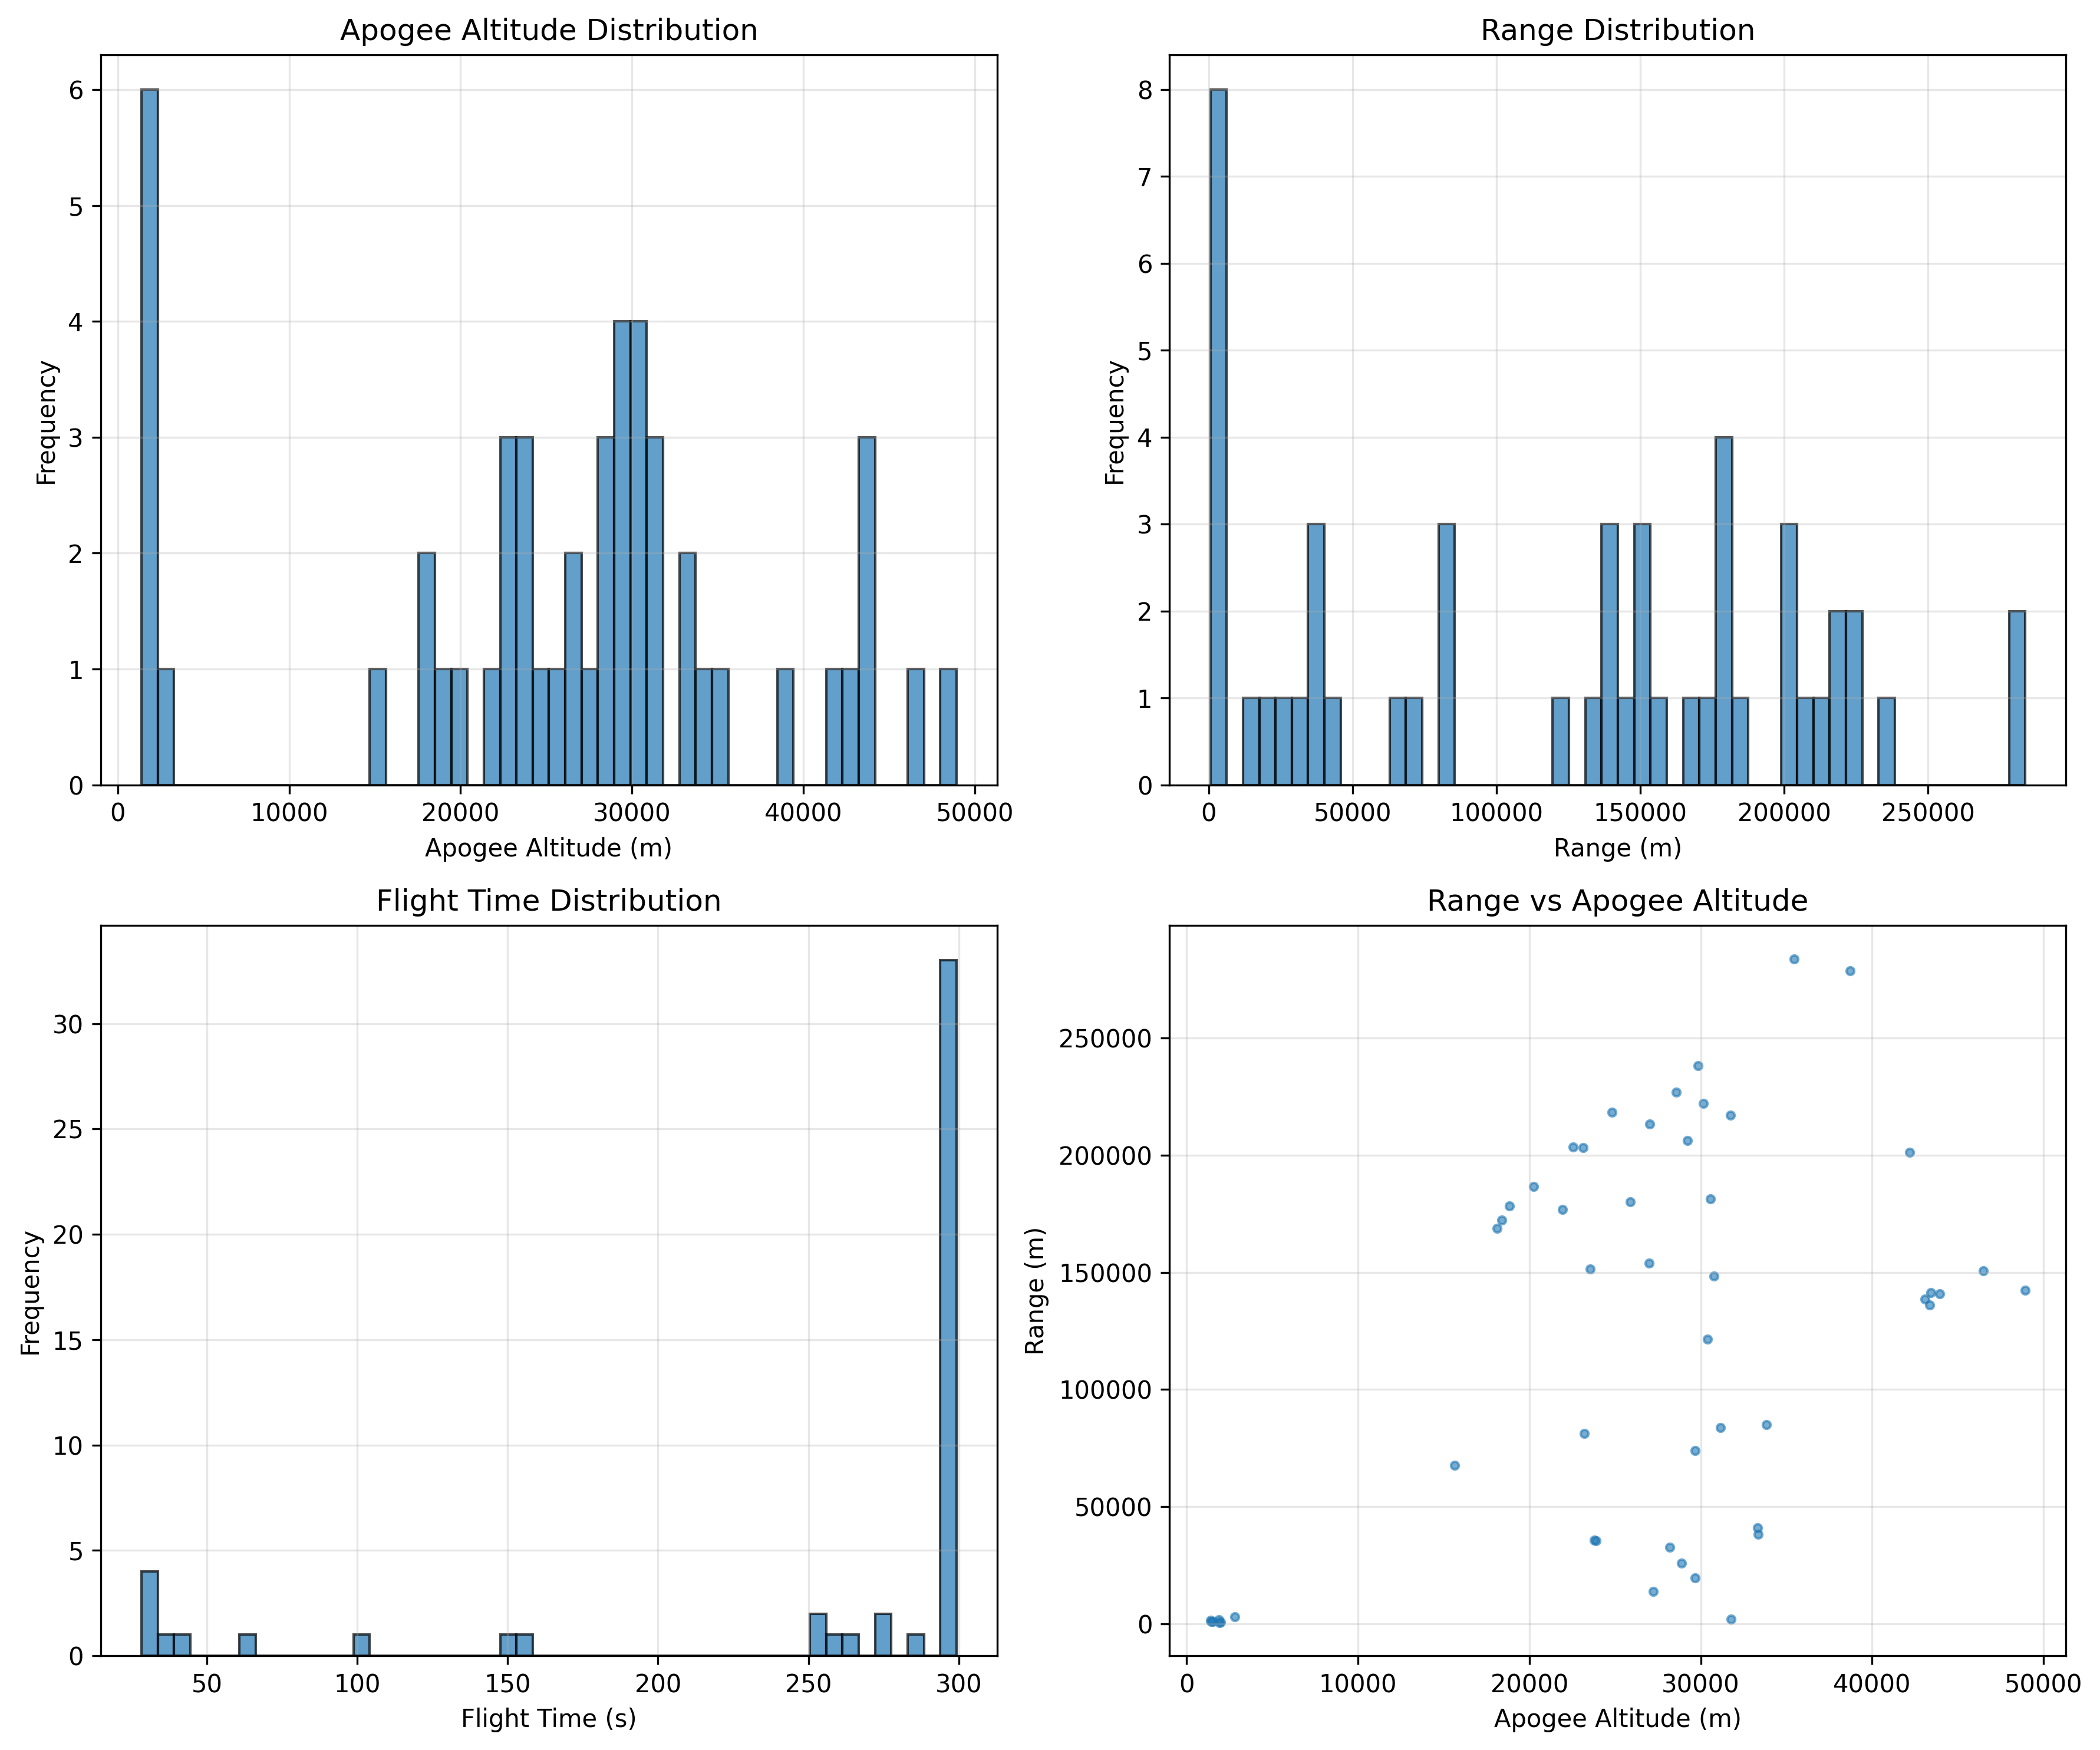 Apogee Altitude Distribution
Frequency
6
5
4
3
2
1
0
0 10000 20000 30000 40000 50000
Apogee Altitude (m)
Range Distribution
Frequency
8
7
6
5
4
3
2
1
0
0 50000 100000 150000 200000 250000
Range (m)
Flight Time Distribution
Frequency
30
25
20
15
10
5
0
50 100 150 200 250 300
Flight Time (s)
Range vs Apogee Altitude
Range (m)
250000
200000
150000
100000
50000
0
0 10000 20000 30000 40000 50000
Apogee Altitude (m)